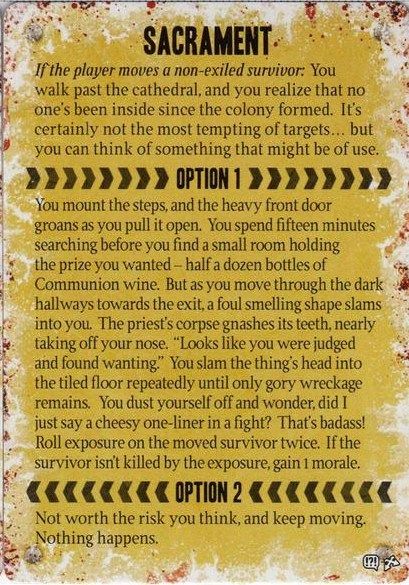 SACRAMENT
If the player moves a non-exiled survivor: You
walk past the cathedral, and you realize that no
one's been inside since the colony formed. It's
certainly not the most tempting of targets... but
you can think of something that might be of use.
OPTION 1
You mount the steps, and the heavy front door
groans as you pull it open. You spend fifteen minutes
searching before you find a small room holding
the prize you wanted – half a dozen bottles of
Communion wine. But as you move through the dark
hallways towards the exit, a foul smelling shape slams
into you. The priest's corpse gnashes its teeth, nearly
taking off your nose. "Looks like you were judged
and found wanting." You slam the thing's head into
the tiled floor repeatedly until only gory wreckage
remains. You dust yourself off and wonder, did I
just say a cheesy one-liner in a fight? That's badass!
Roll exposure on the moved survivor twice. If the
survivor isn't killed by the exposure, gain 1 morale.
OPTION 2
Not worth the risk you think, and keep moving.
Nothing happens.
!?!